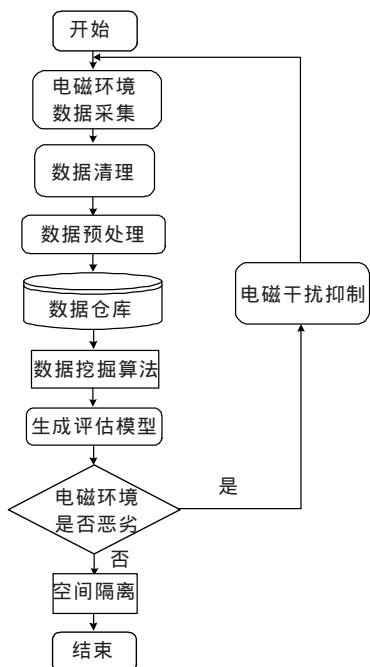 开始
电磁环境
数据采集
数据清理
数据预处理
数据仓库
电磁干扰抑制
数据挖掘算法
生成评估模型
电磁环境
是否恶劣
是
否
空间隔离
结束